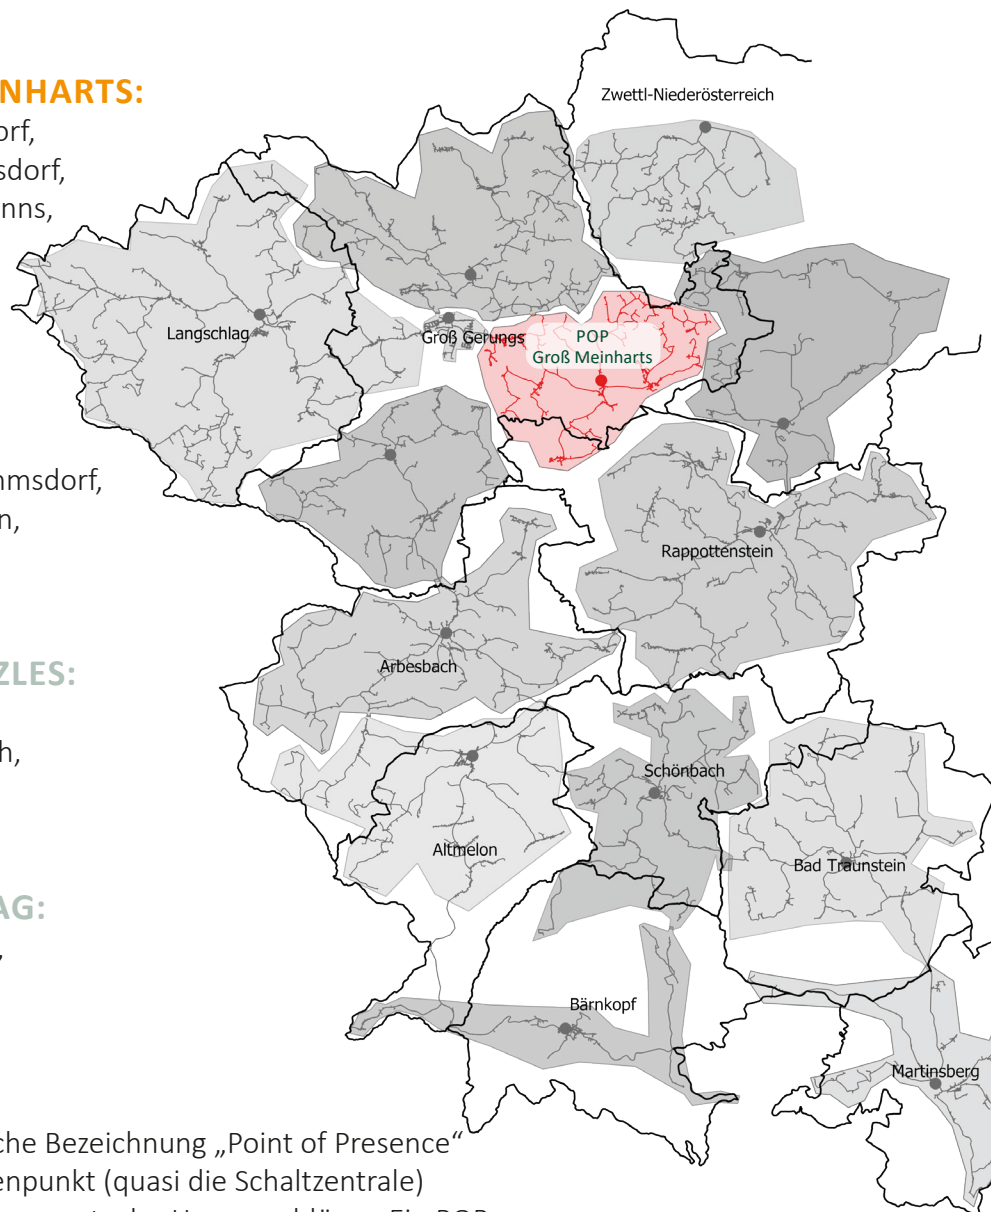 NHARTS:
orf,
sdorf,
nns,
nmsdorf,
n,
ZLES:
h,
AG:
,
Zwettl-Niederösterreich
Langschlag
Groß Gerungs
POP
Groß Meinharts
Rappottenstein
Arbesbach
Schönbach
Altmelon
Bad Traunstein
Bärnkopf
Martinsberg
che Bezeichnung „Point of Presence“
enpunkt (quasi die Schaltzentrale)